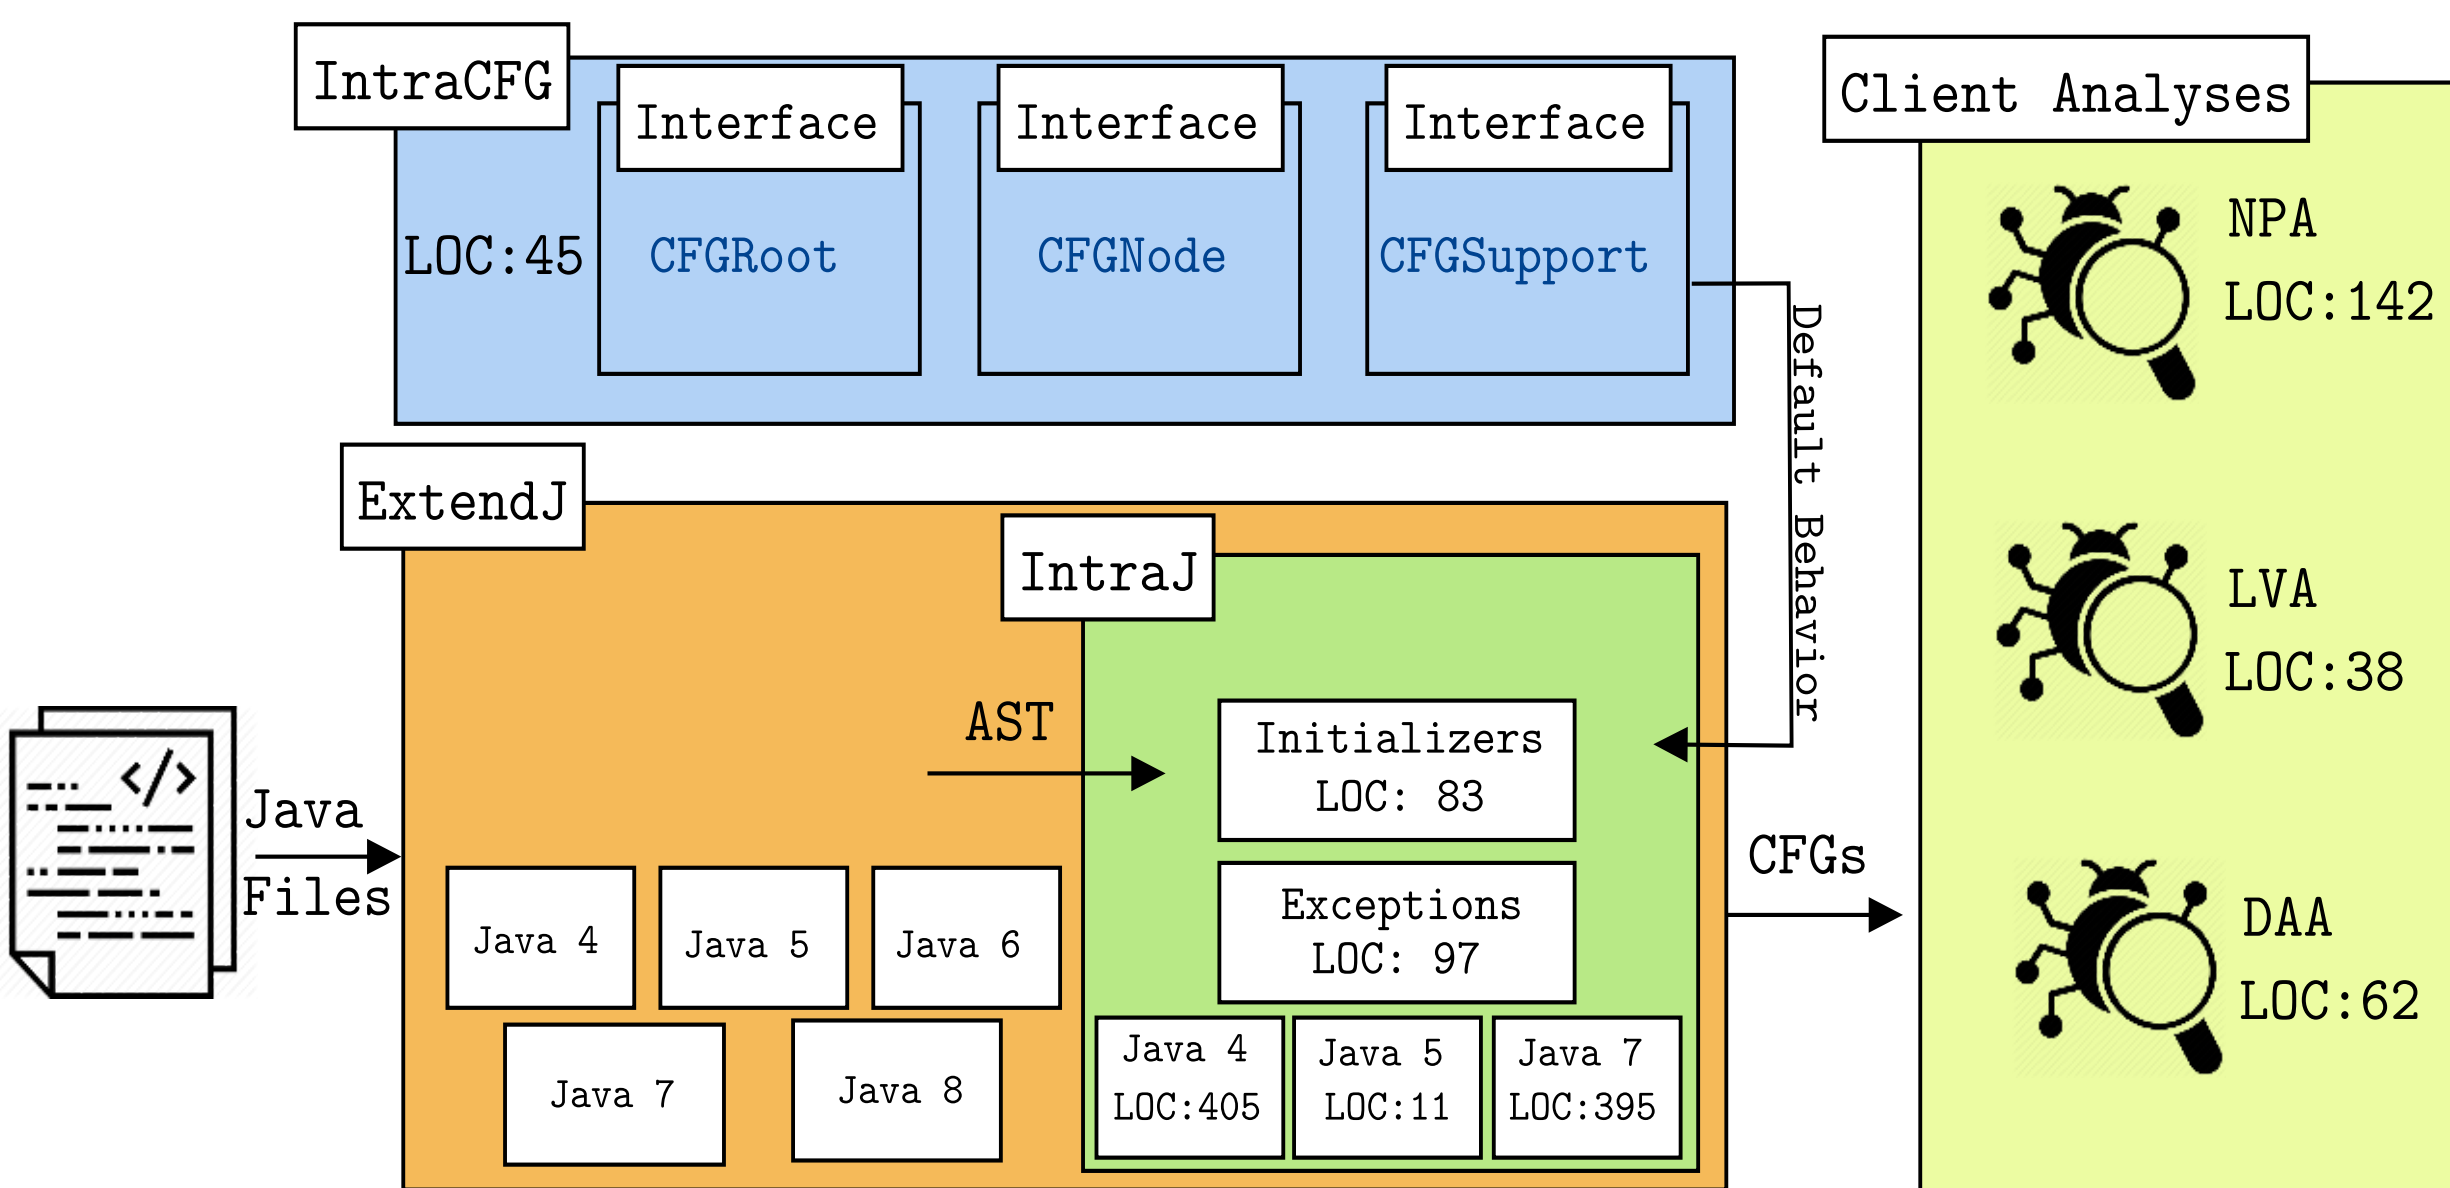 IntraCFG
LOC:45
Interface
CFGRoot
Interface
CFGNode
Interface
CFGSupport
Default Behavior
ExtendJ
IntraJ
AST
Initializers
LOC: 83
Exceptions
LOC: 97
Java 4
LOC:405
Java 5
LOC:11
Java 7
LOC:395
Java 4
Java 5
Java 6
Java 7
Java 8
Java
Files
</>
CFGs
Client Analyses
NPA
LOC:142
LVA
LOC:38
DAA
LOC:62